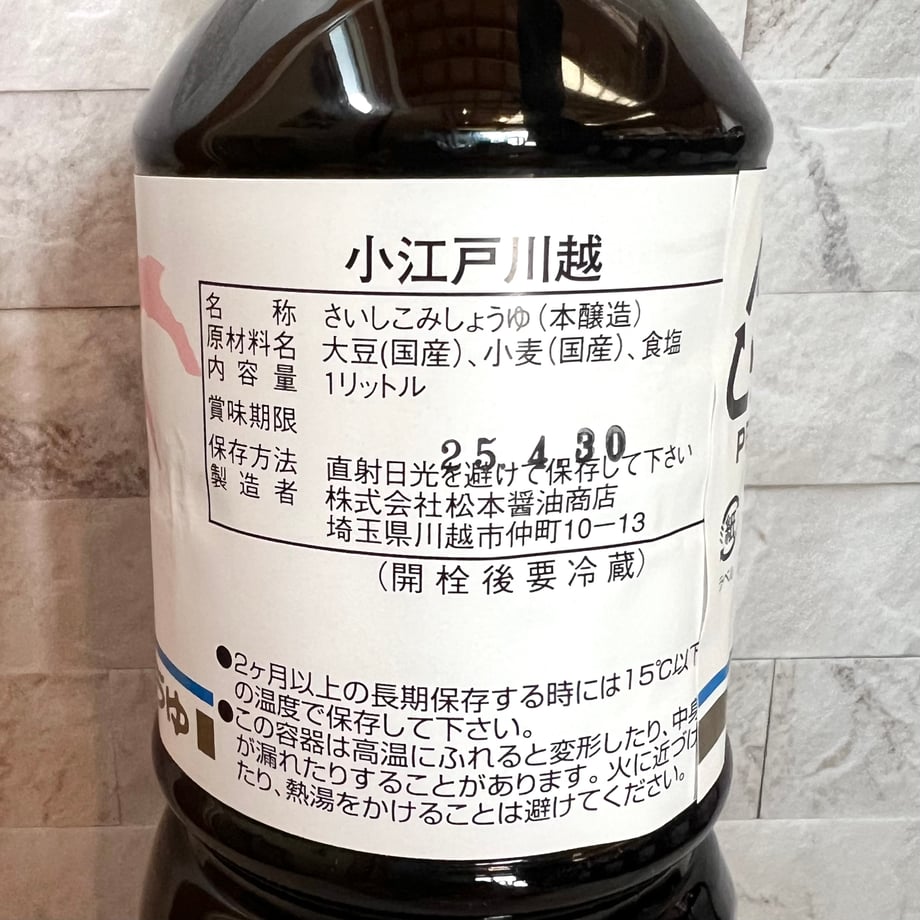 小江戸川越
名称 さいしこみしょうゆ（本醸造）
原材料名 大豆(国産)、小麦（国産）、食塩
内容量 1リットル
賞味期限
25.4.30
保存方法 直射日光を避けて保存して下さい
製造者 株式会社松本醤油商店
埼玉県川越市仲町10－13
（開栓後要冷蔵）
●2ヶ月以上の長期保存する時には15℃以下
の温度で保存して下さい。
●この容器は高温にふれると変形したり、中身
が漏れたりすることがあります。火に近づけ
たり、熱湯をかけることは避けてください。
うゆ
紙
ラベル